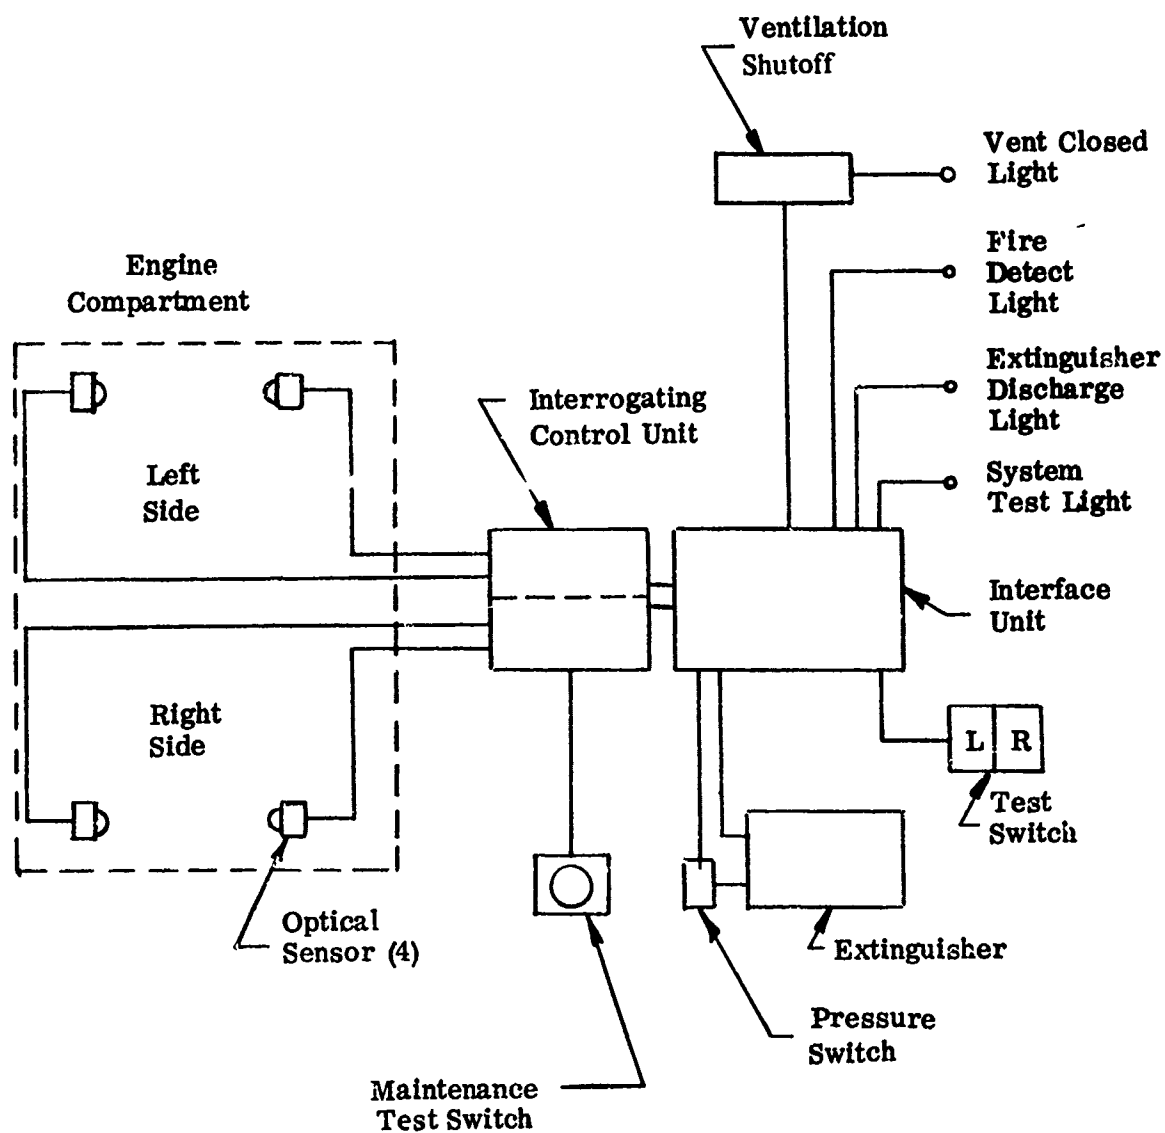 Ventilation
Shutoff
Vent Closed
Light
Fire
Detect
Light
Engine
Compartment
Extinguisher
Discharge
Light
Interrogating
Control Unit
System
Test Light
Left
Side
Interface
Unit
Right
Side
L R
Test
Switch
Optical
Sensor (4)
Extinguisher
Pressure
Switch
Maintenance
Test Switch